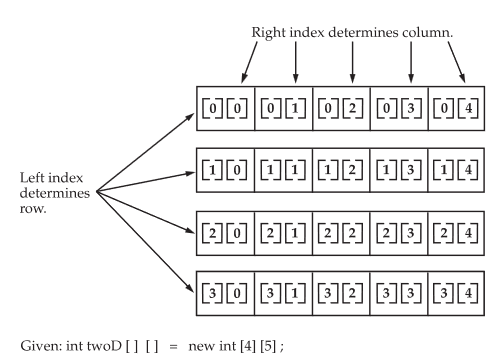 Right index determines column.
[0][0] [0][1] [0][2] [0][3] [0][4]
[1][0] [1][1] [1][2] [1][3] [1][4]
Left index
determines
row.
[2][0] [2][1] [2][2] [2][3] [2][4]
[3][0] [3][1] [3][2] [3][3] [3][4]
Given: int twoD [ ] [ ] = new int [4] [5] ;